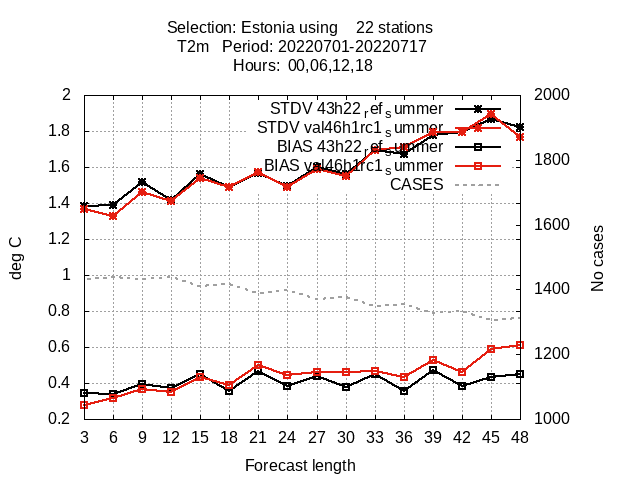 Selection: Estonia using    22 stations
T2m   Period: 20220701-20220717
Hours:  00,06,12,18
STDV 43h22_ref_summer
STDV val46h1rc1_summer
BIAS 43h22_ref_summer
BIAS val46h1rc1_summer
CASES
2
1.8
1.6
1.4
1.2
1
0.8
0.6
0.4
0.2
deg C
2000
1800
1600
1400
1200
1000
No cases
3 6 9 12 15 18 21 24 27 30 33 36 39 42 45 48
Forecast length